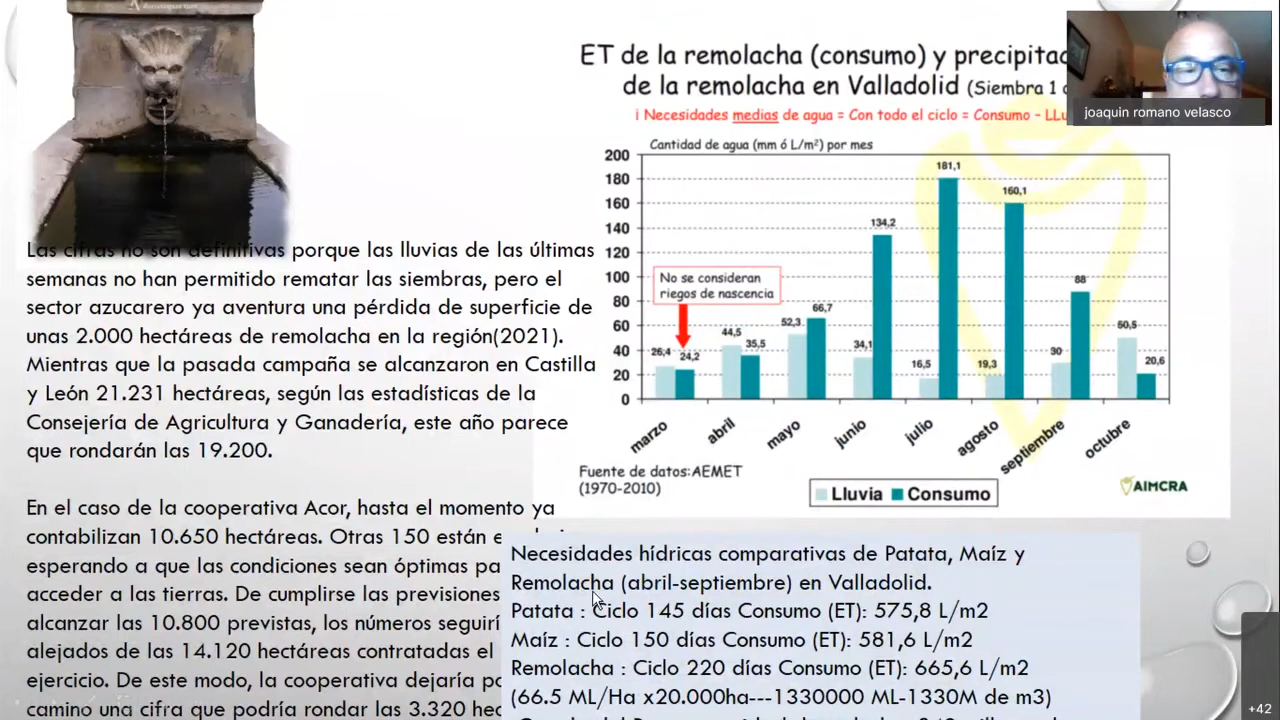 ET de la remolacha (consumo) y precipitac
de la remolacha en Valladolid (Siembra 1
¡ Necesidades medias de agua = Con todo el ciclo = Consumo - LLu
joaquin romano velasco
Cantidad de agua (mm ó L/m²) por mes
200
180
160
140
120
100
80
60
40
20
0
No se consideran
riegos de nascencia
26,4 24,2 44,5 35,5 52,3 66,7 34,1 134,2 16,5 181,1 19,3 160,1 30 88 50,5 20,6
marzo abril mayo junio julio agosto septiembre octubre
Fuente de datos:AEMET
(1970-2010)
Lluvia Consumo
AIMCRA
Las cifras no son definitivas porque las lluvias de las últimas
semanas no han permitido rematar las siembras, pero el
sector azucarero ya aventura una pérdida de superficie de
unas 2.000 hectáreas de remolacha en la región(2021).
Mientras que la pasada campaña se alcanzaron en Castilla
y León 21.231 hectáreas, según las estadísticas de la
Consejería de Agricultura y Ganadería, este año parece
que rondarán las 19.200.
En el caso de la cooperativa Acor, hasta el momento ya
contabilizan 10.650 hectáreas. Otras 150 están e
esperando a que las condiciones sean óptimas pa
acceder a las tierras. De cumplirse las previsiones
alcanzar las 10.800 previstas, los números seguirí
alejados de las 14.120 hectáreas contratadas el
ejercicio. De este modo, la cooperativa dejaría po
camino una cifra que podría rondar las 3.320 hec
Necesidades hídricas comparativas de Patata, Maíz y
Remolacha (abril-septiembre) en Valladolid.
Patata : Ciclo 145 días Consumo (ET): 575,8 L/m2
Maíz : Ciclo 150 días Consumo (ET): 581,6 L/m2
Remolacha : Ciclo 220 días Consumo (ET): 665,6 L/m2
(66.5 ML/Ha x20.000ha---1330000 ML-1330M de m3)
+42